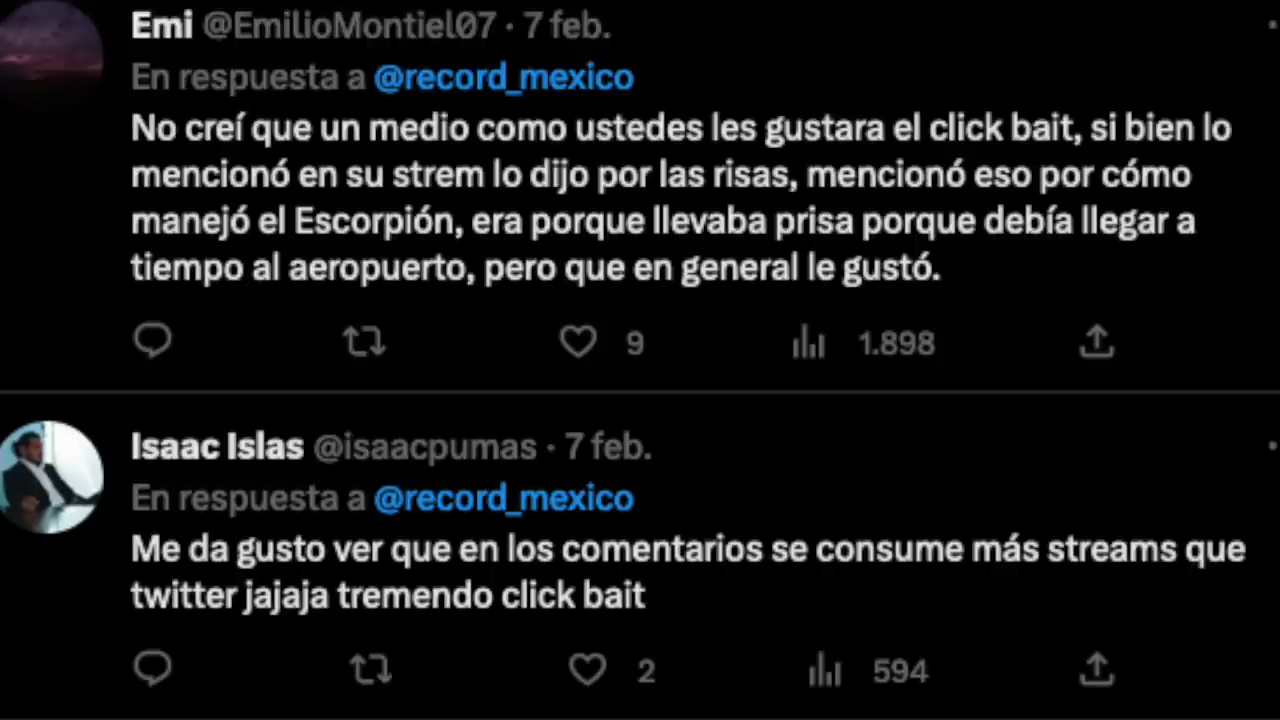 Emi @EmilioMontiel07 · 7 feb.
En respuesta a @record_mexico
No creí que un medio como ustedes les gustara el click bait, si bien lo
mencionó en su strem lo dijo por las risas, mencionó eso por cómo
manejó el Escorpión, era porque llevaba prisa porque debía llegar a
tiempo al aeropuerto, pero que en general le gustó.
9 1.898
Isaac Islas @isaacpumas · 7 feb.
En respuesta a @record_mexico
Me da gusto ver que en los comentarios se consume más streams que
twitter jajaja tremendo click bait
2 594